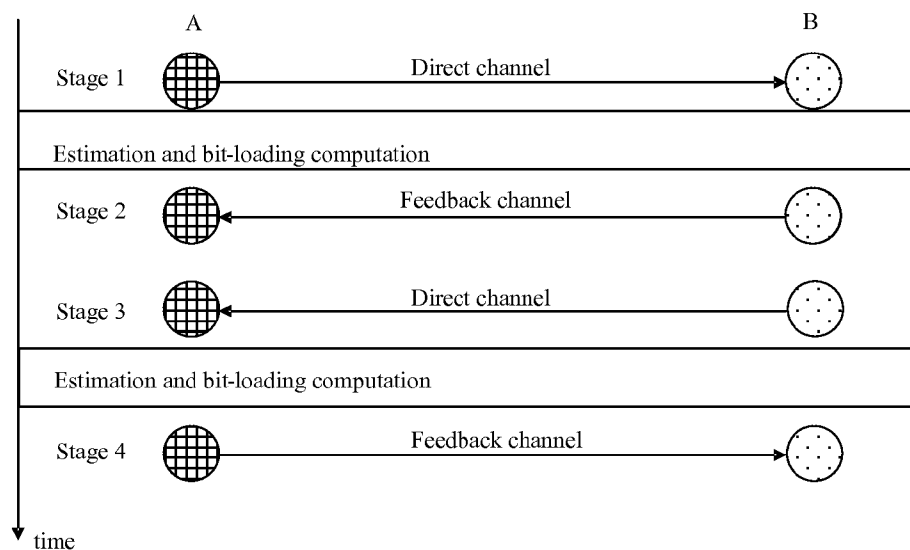 A
B
Stage 1
Direct channel
Estimation and bit-loading computation
Stage 2
Feedback channel
Stage 3
Direct channel
Estimation and bit-loading computation
Stage 4
Feedback channel
time